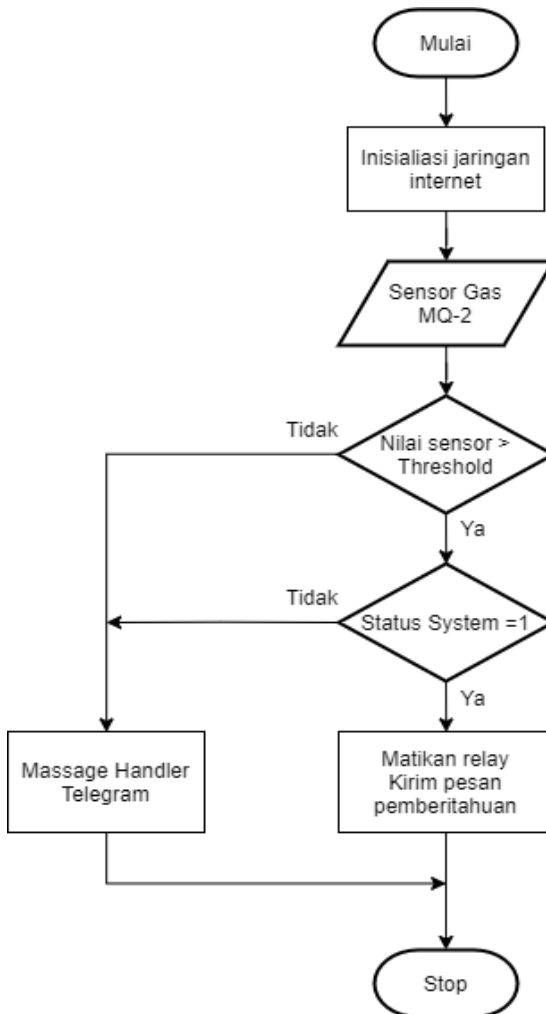 Mulai
Inisialiasi jaringan
internet
Sensor Gas
MQ-2
Tidak
Nilai sensor >
Threshold
Ya
Tidak
Status System =1
Ya
Massage Handler
Telegram
Matikan relay
Kirim pesan
pemberitahuan
Stop